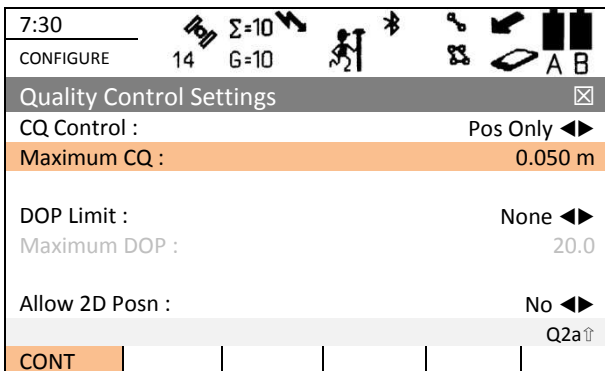 7:30 Σ=10
CONFIGURE 14 G=10 A B
Quality Control Settings
CQ Control : Pos Only
Maximum CQ : 0.050 m
DOP Limit : None
Maximum DOP : 20.0
Allow 2D Posn : No
Q2a⇧
CONT